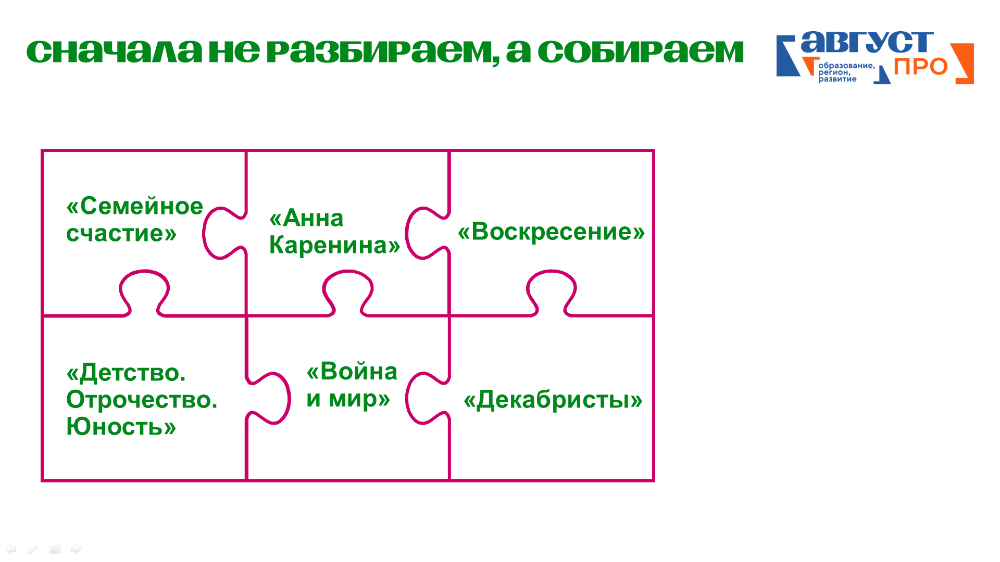 сначала не разбираем, а собираем
август
ПРО
образование,
регион,
развитие
«Семейное
счастие»
«Анна
Каренина»
«Воскресение»
«Детство.
Отрочество.
Юность»
«Война
и мир»
«Декабристы»